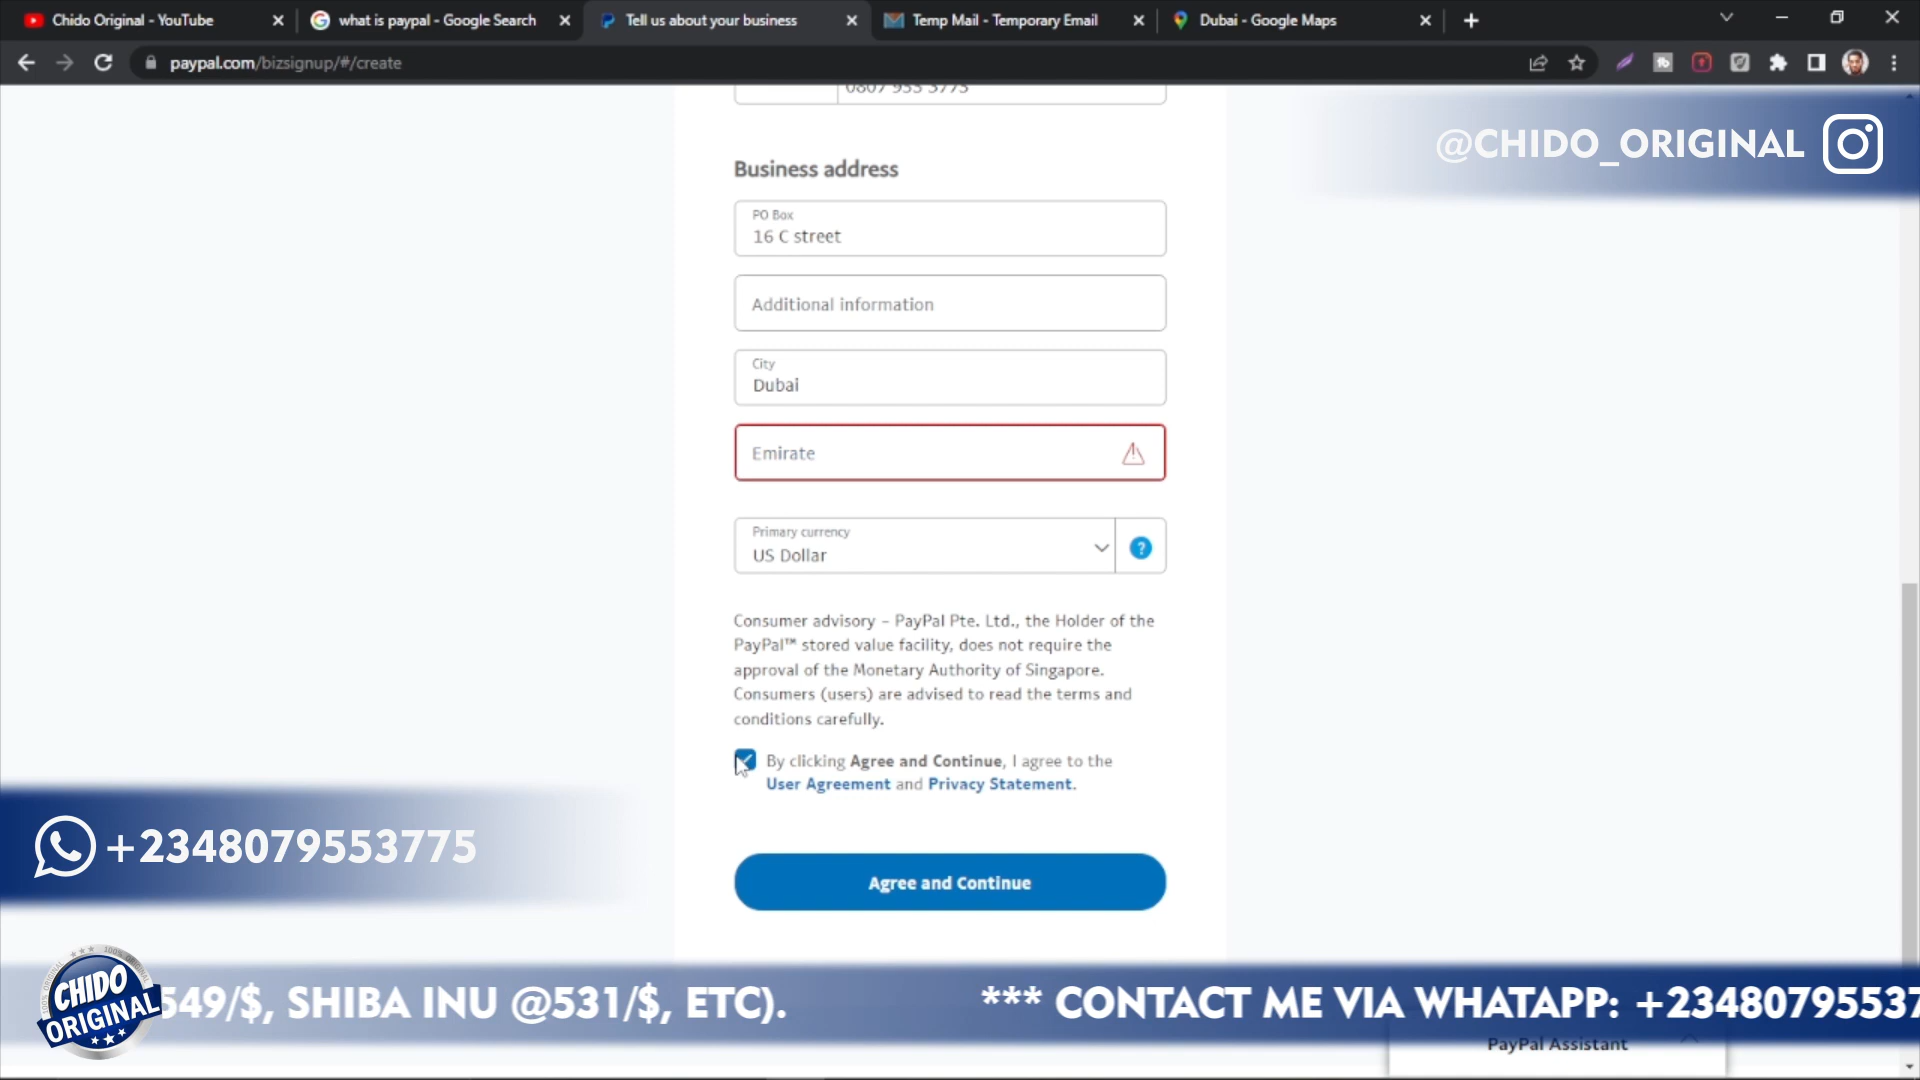 Chido Original - YouTube
what is paypal - Google Search
Tell us about your business
Temp Mail - Temporary Email
Dubai - Google Maps
paypal.com/bizsignup/#/create
@CHIDO_ORIGINAL
Business address
PO Box
16 C street
Additional information
City
Dubai
Emirate
Primary currency
US Dollar
?
Consumer advisory – PayPal Pte. Ltd., the Holder of the
PayPal™ stored value facility, does not require the
approval of the Monetary Authority of Singapore.
Consumers (users) are advised to read the terms and
conditions carefully.
By clicking Agree and Continue, I agree to the
User Agreement and Privacy Statement.
+2348079553775
Agree and Continue
CHIDO
ORIGINAL
549/$, SHIBA INU @531/$, ETC). *** CONTACT ME VIA WHATAPP: +23480795537
PayPal Assistant